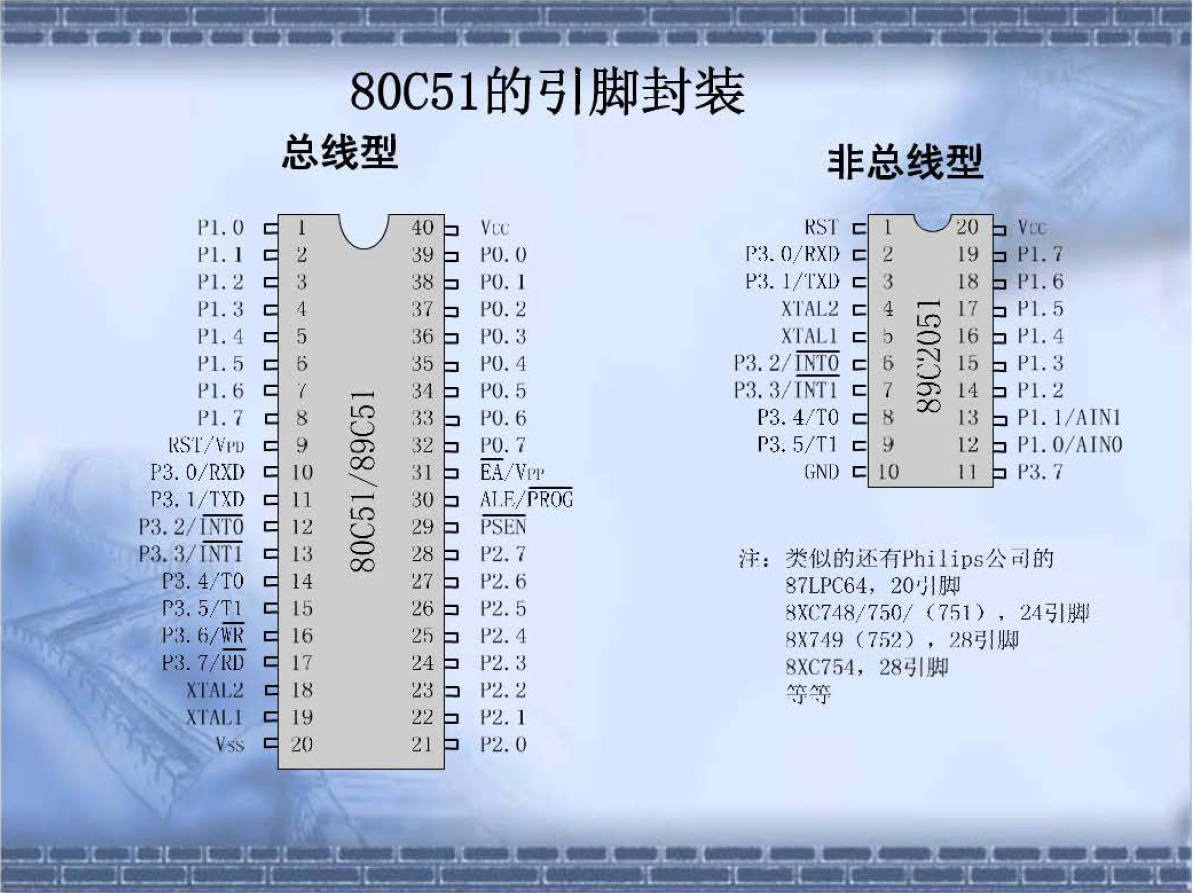 80C51的引脚封装
总线型
非总线型
P1.0 1 40 VCC
P1.1 2 39 P0.0
P1.2 3 38 P0.1
P1.3 4 37 P0.2
P1.4 5 36 P0.3
P1.5 6 35 P0.4
P1.6 7 34 P0.5
P1.7 8 33 P0.6
RST/VPD 9 32 P0.7
P3.0/RXD 10 31 EA/VPP
P3.1/TXD 11 30 ALE/PROG
P3.2/INT0 12 29 PSEN
P3.3/INT1 13 28 P2.7
P3.4/T0 14 27 P2.6
P3.5/T1 15 26 P2.5
P3.6/WR 16 25 P2.4
P3.7/RD 17 24 P2.3
XTAL2 18 23 P2.2
XTAL1 19 22 P2.1
VSS 20 21 P2.0
80C51/89C51
RST 1 20 VCC
P3.0/RXD 2 19 P1.7
P3.1/TXD 3 18 P1.6
XTAL2 4 17 P1.5
XTAL1 5 16 P1.4
P3.2/INT0 6 15 P1.3
P3.3/INT1 7 14 P1.2
P3.4/T0 8 13 P1.1/AIN1
P3.5/T1 9 12 P1.0/AIN0
GND 10 11 P3.7
89C2051
注：类似的还有Philips公司的
87LPC64，20引脚
8XC748/750/（751），24引脚
8X749（752），28引脚
8XC754，28引脚
等等